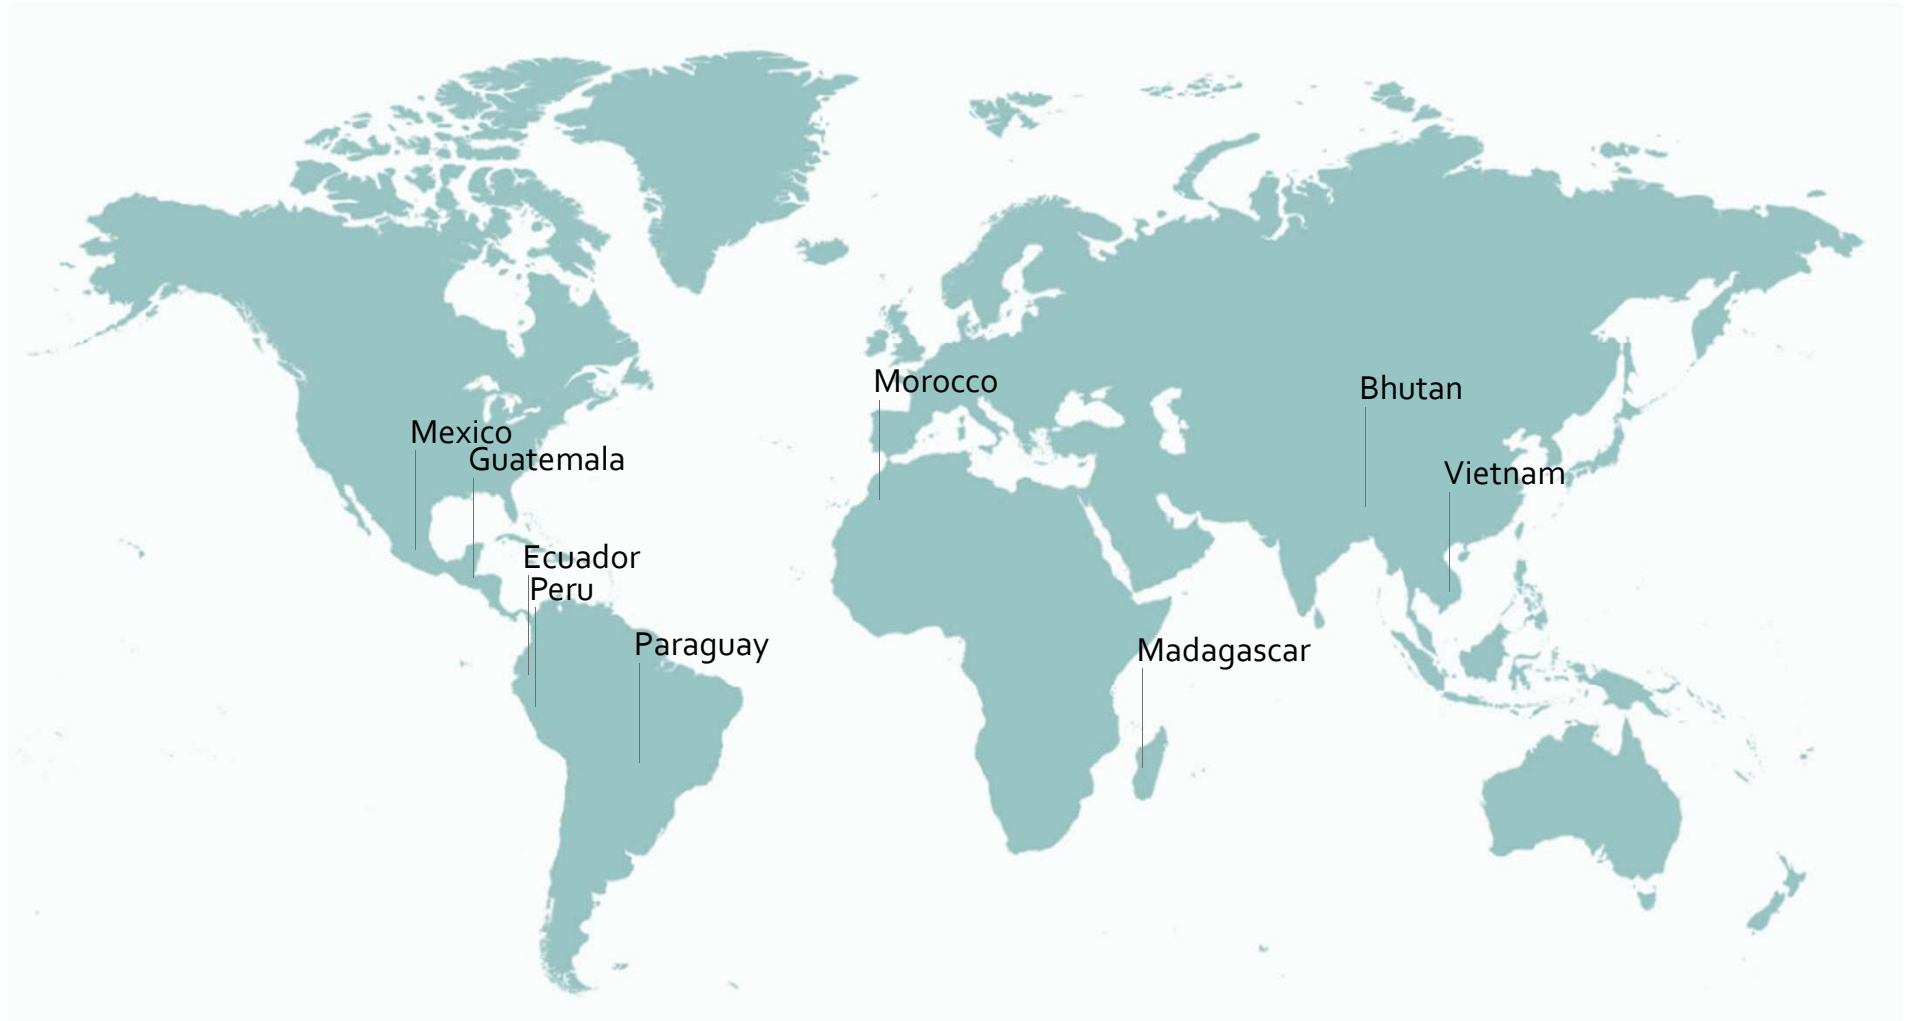 Morocco
Bhutan
Mexico
Guatemala
Vietnam
Ecuador
Peru
Paraguay
Madagascar